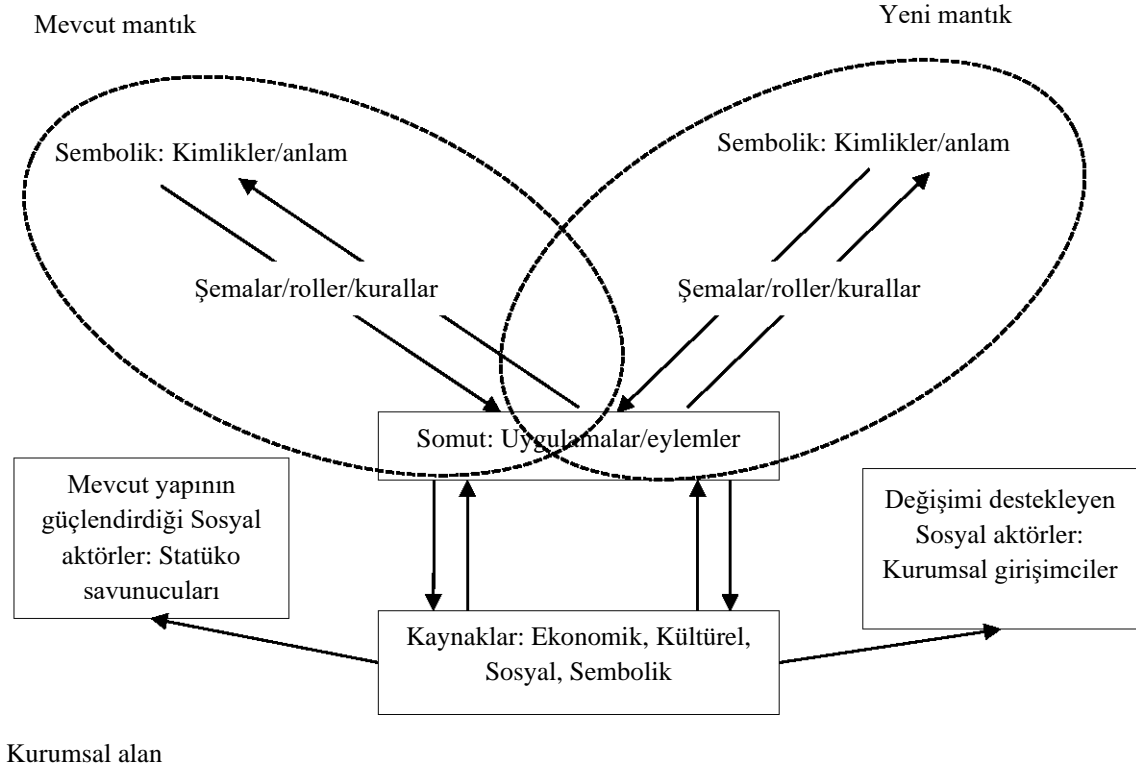 Mevcut mantık
Yeni mantık
Sembolik: Kimlikler/anlam
Sembolik: Kimlikler/anlam
Şemalar/roller/kurallar
Şemalar/roller/kurallar
Somut: Uygulamalar/eylemler
Mevcut yapının
güçlendirdiği Sosyal
aktörler: Statüko
savunucuları
Değişimi destekleyen
Sosyal aktörler:
Kurumsal girişimciler
Kaynaklar: Ekonomik, Kültürel,
Sosyal, Sembolik
Kurumsal alan